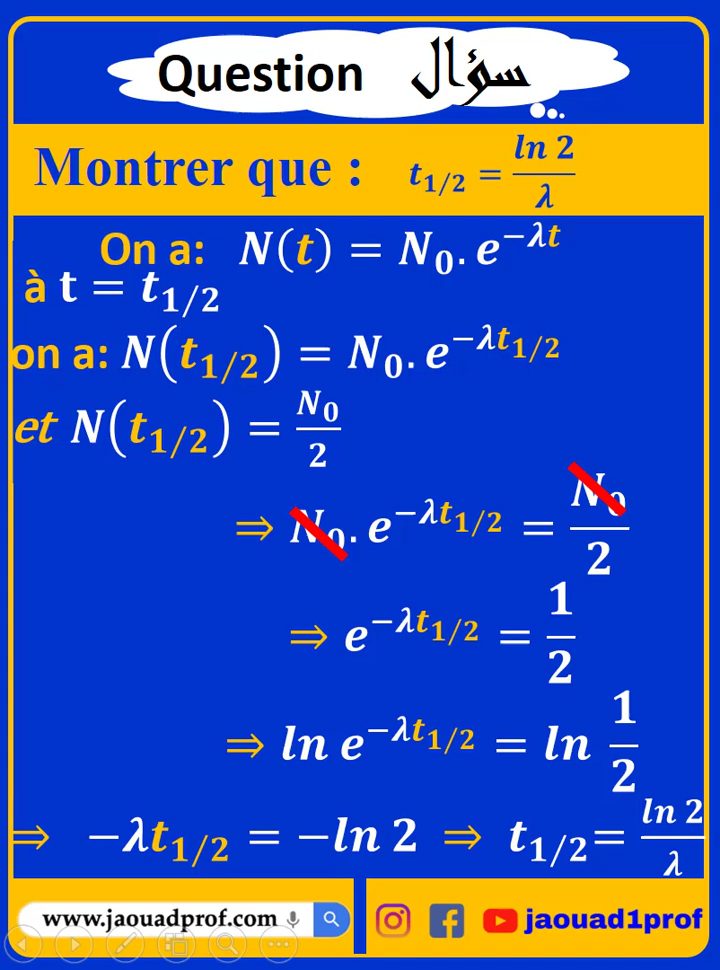 Question سؤال
Montrer que : t₁/₂ = ln 2 / λ
On a: N(t) = N₀. e^(−λt)
à t = t₁/₂
on a: N(t₁/₂) = N₀. e^(−λt₁/₂)
et N(t₁/₂) = N₀/2
⇒ N₀. e^(−λt₁/₂) = N₀/2
⇒ e^(−λt₁/₂) = 1/2
⇒ ln e^(−λt₁/₂) = ln 1/2
⇒ −λt₁/₂ = −ln 2 ⇒ t₁/₂= ln 2/λ
www.jaouadprof.com jaouad1prof